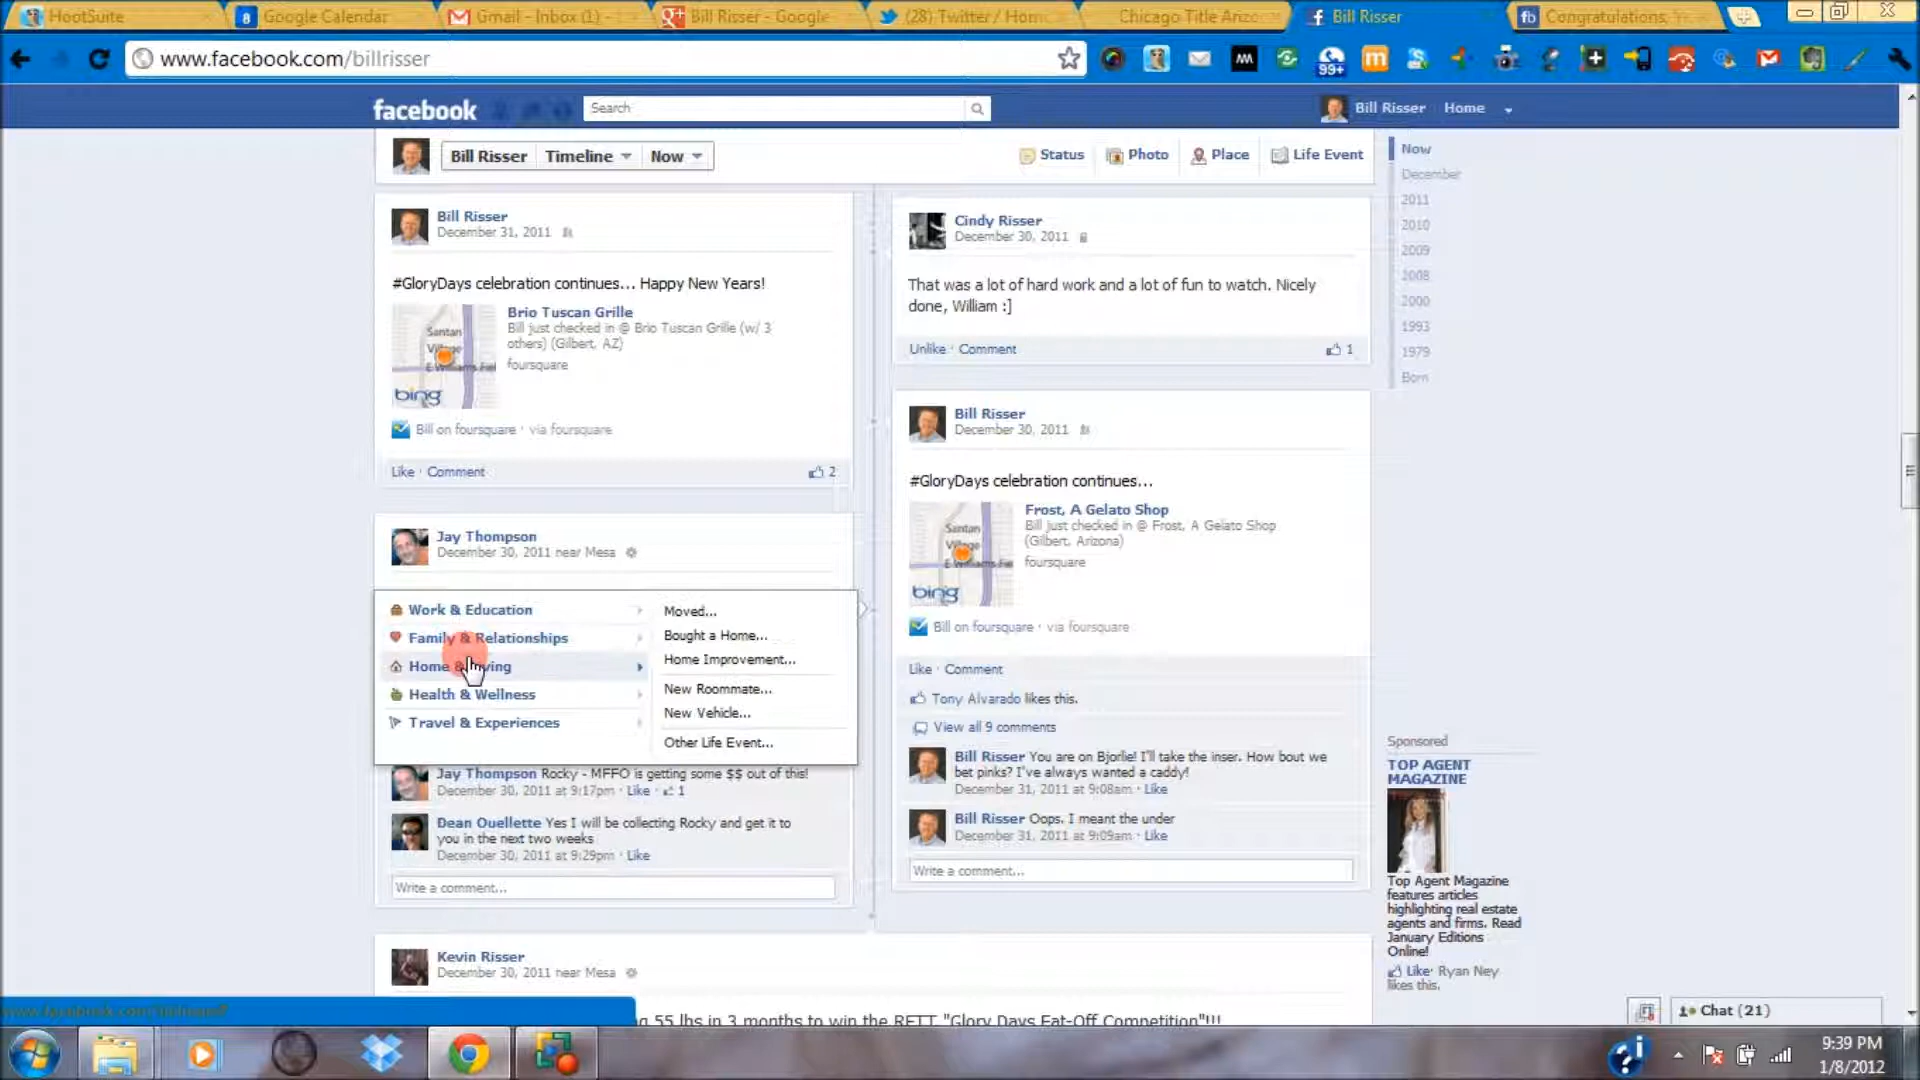 HootSuite
Google Calendar
Gmail - Inbox (1) -
Bill Risser - Google
(28) Twitter / Home
Chicago Title Arizo
Bill Risser
Congratulations,
www.facebook.com/billrisser
99+
facebook
Search
Bill Risser Home
Bill Risser Timeline Now
Status Photo Place Life Event
Now
December
2011
2010
2009
2008
2000
1993
1979
Born
Bill Risser
December 31, 2011
#GloryDays celebration continues... Happy New Years!
Brio Tuscan Grille
Bill just checked in @ Brio Tuscan Grille (w/ 3
others) (Gilbert, AZ)
foursquare
Santan
bing
Bill on foursquare · via foursquare
Like · Comment
2
Jay Thompson
December 30, 2011 near Mesa
Work & Education
Family & Relationships
Home & Living
Health & Wellness
Travel & Experiences
Moved...
Bought a Home...
Home Improvement...
New Roommate...
New Vehicle...
Other Life Event...
Jay Thompson Rocky - MFFO is getting some $$ out of this!
December 30, 2011 at 9:17pm · Like · 1
Dean Ouellette Yes I will be collecting Rocky and get it to
you in the next two weeks
December 30, 2011 at 9:29pm · Like
Write a comment...
Cindy Risser
December 30, 2011
That was a lot of hard work and a lot of fun to watch. Nicely
done, William :]
Unlike · Comment
1
Bill Risser
December 30, 2011
#GloryDays celebration continues...
Frost, A Gelato Shop
Bill just checked in @ Frost, A Gelato Shop
(Gilbert, Arizona)
foursquare
Santan
bing
Bill on foursquare · via foursquare
Like · Comment
Tony Alvarado likes this.
View all 9 comments
Bill Risser You are on Bjorlie! I'll take the inser. How bout we
bet pinks? I've always wanted a caddy!
December 31, 2011 at 9:08am · Like
Bill Risser Oops. I meant the under
December 31, 2011 at 9:09am · Like
Write a comment...
Kevin Risser
December 30, 2011 near Mesa
55 lbs in 3 months to win the RETT "Glory Days Eat-Off Competition"!!!
Sponsored
TOP AGENT
MAGAZINE
Top Agent Magazine
features articles
highlighting real estate
agents and firms. Read
January Editions
Online!
Like · Ryan Ney
likes this.
Chat (21)
9:39 PM
1/8/2012